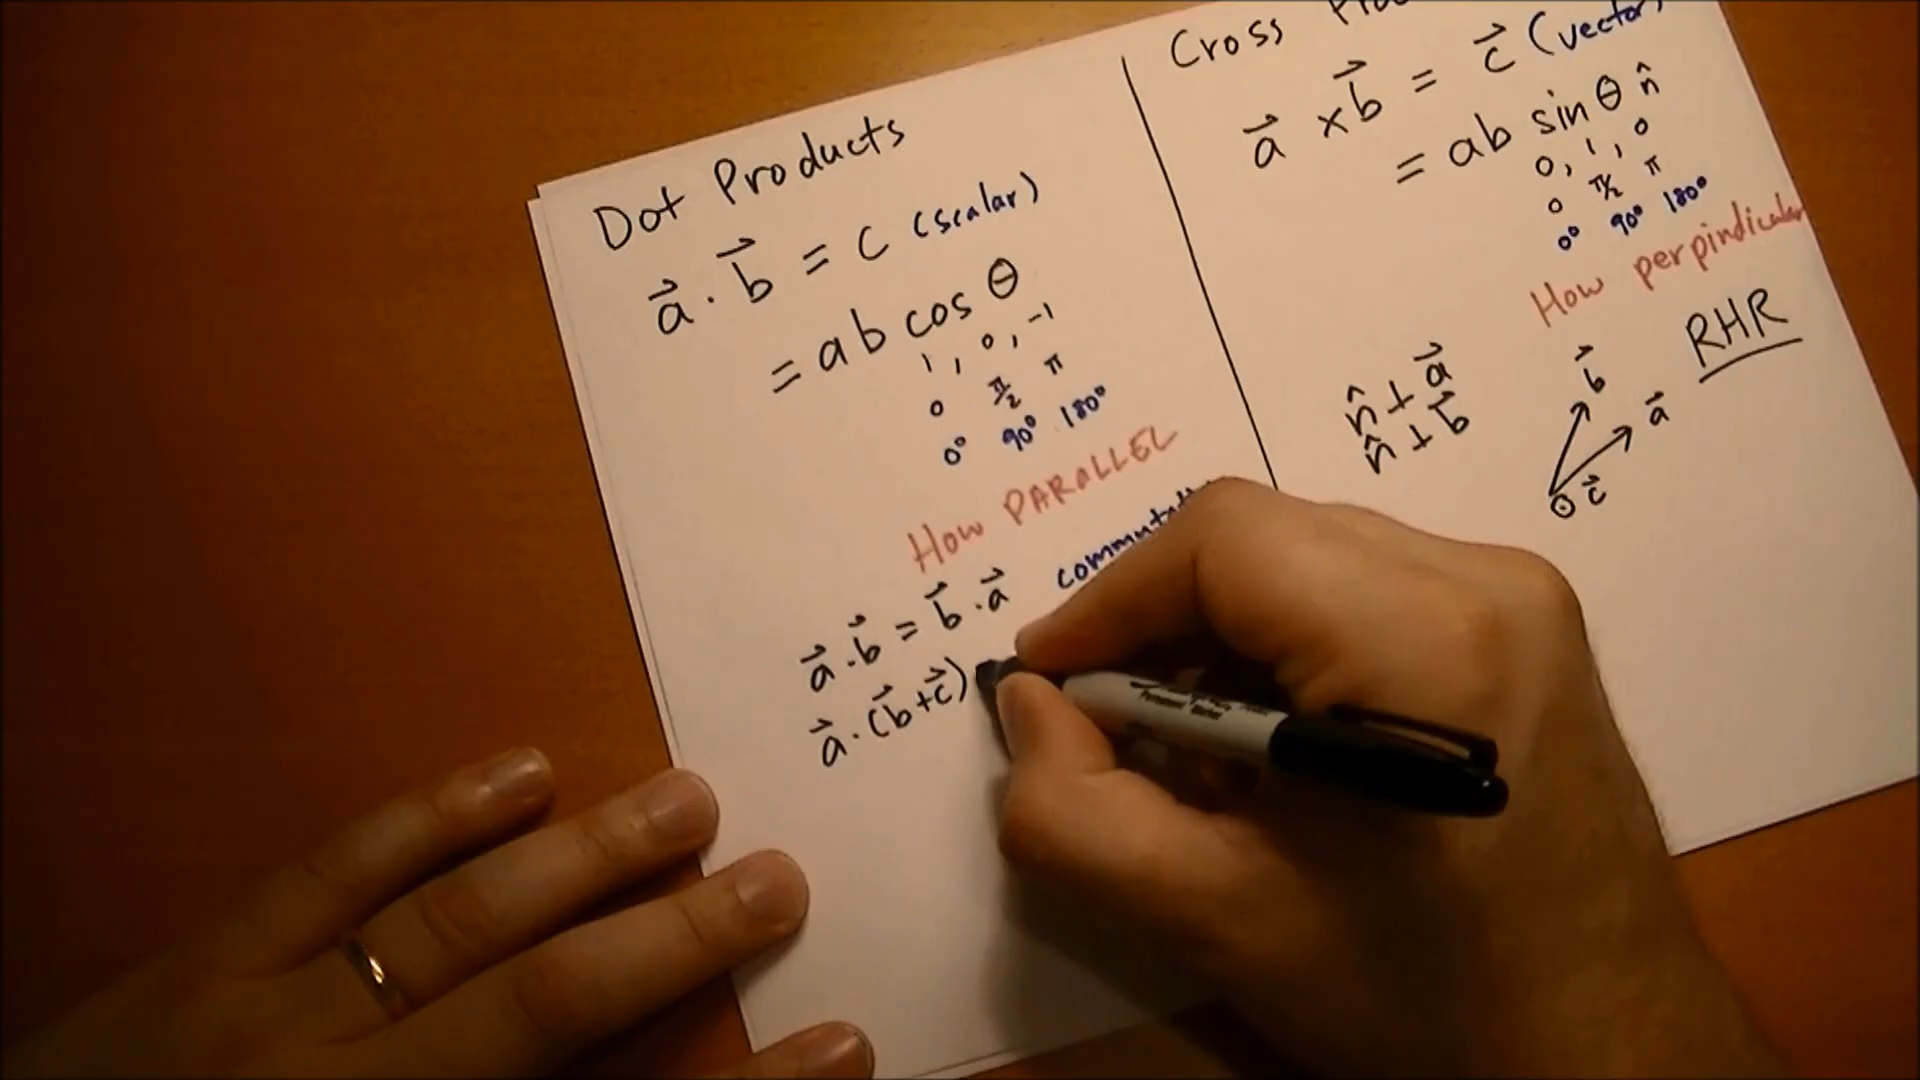 Dot Products
a⃗ · b⃗ = c (scalar)
= ab cos θ
1, 0, -1
0 π/2 π
0° 90° 180°
How PARALLEL
a⃗ · b⃗ = b⃗ · a⃗
a⃗ · (b⃗ + c⃗)
Cross
a⃗ × b⃗ = c⃗ (vector)
= ab sin θ n̂
0, 1, 0
0 π/2 π
0° 90° 180°
How perpindicular
RHR
n̂ ⊥ a⃗
n̂ ⊥ b⃗
b⃗
a⃗
c⃗